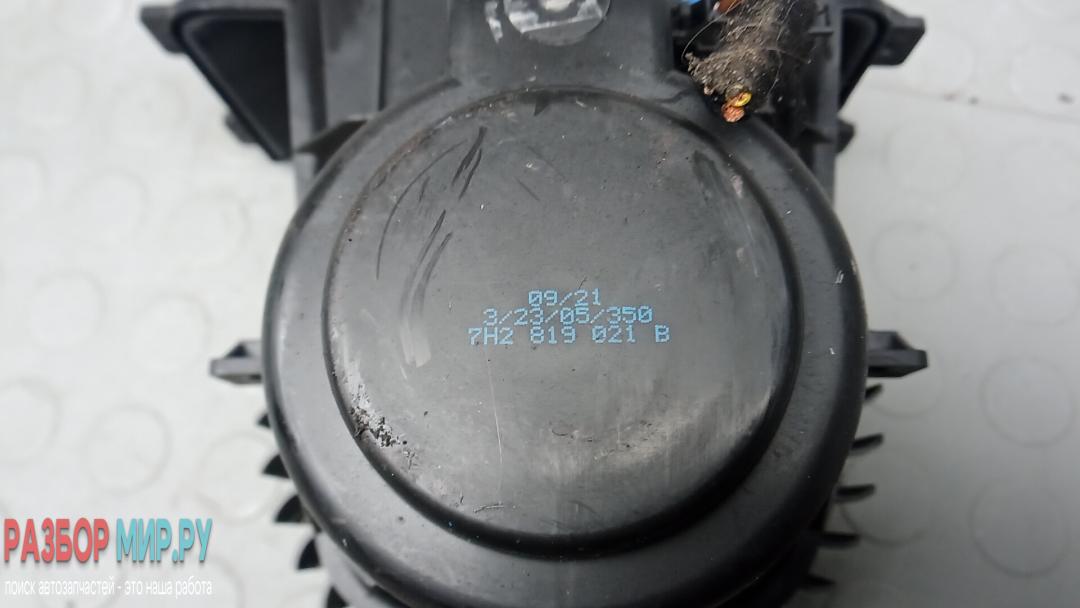 09/21
3/23/05/350
7H2 819 021 B
РАЗБОР МИР.РУ
поиск автозапчастей - это наша работа